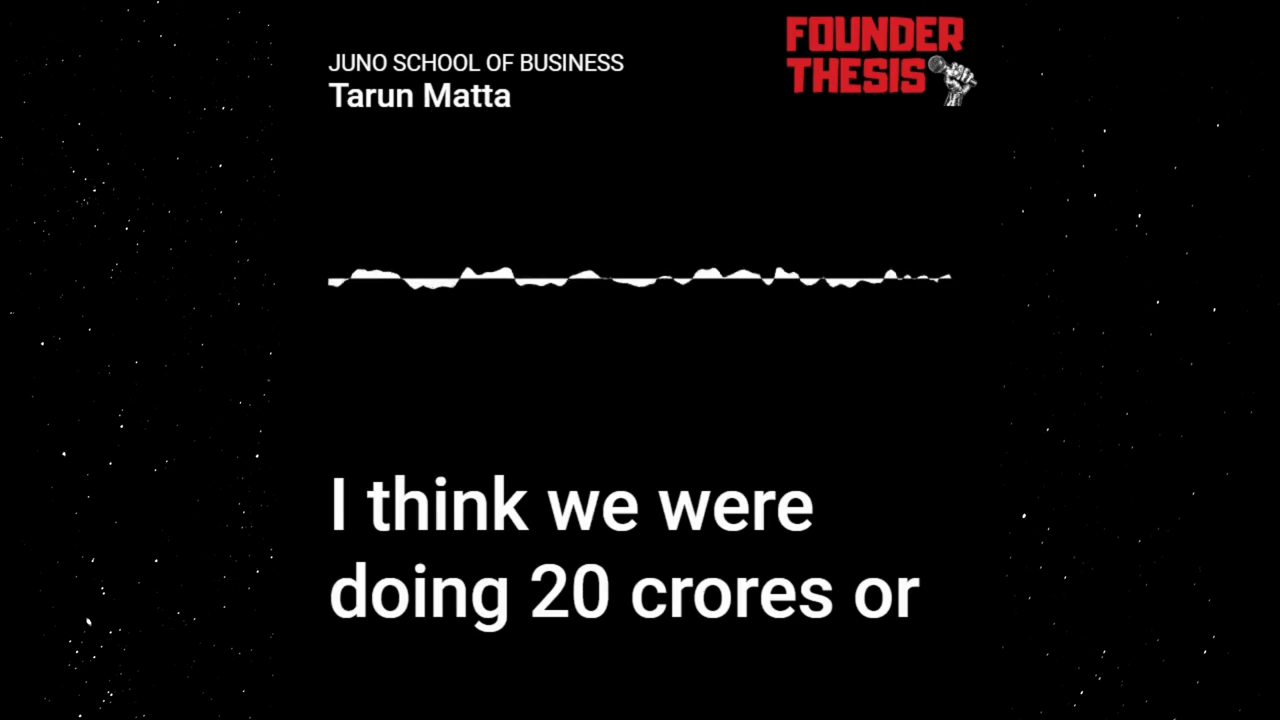 JUNO SCHOOL OF BUSINESS
Tarun Matta
FOUNDER
THESIS
I think we were
doing 20 crores or